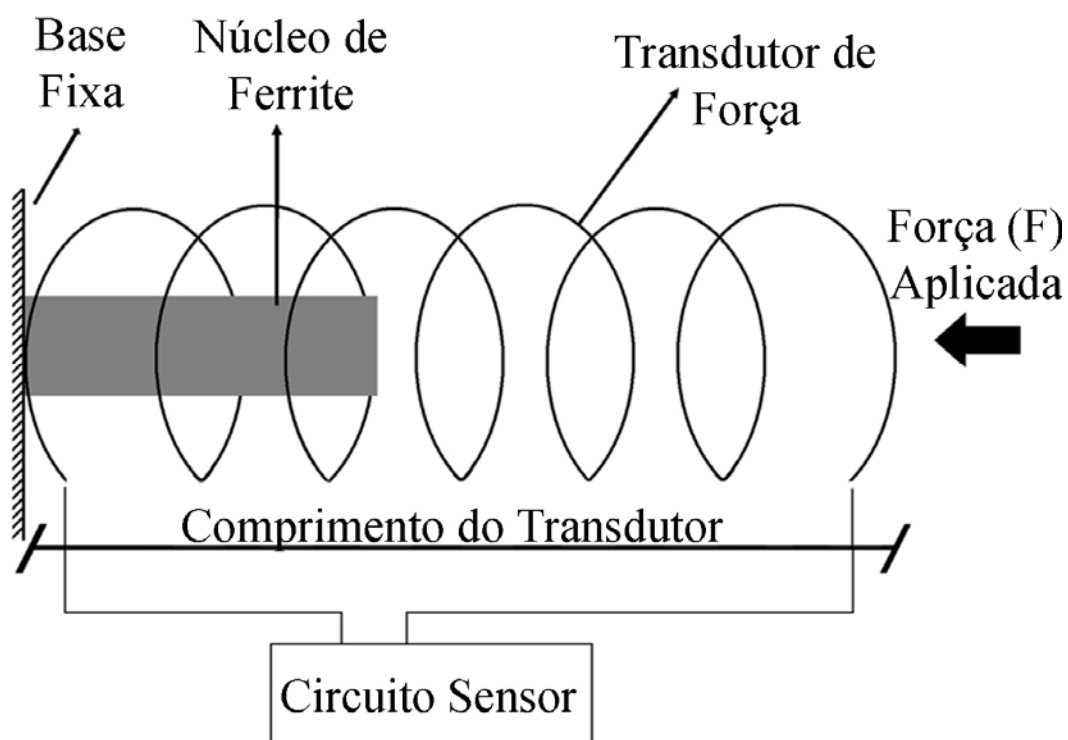 Base
Fixa
Núcleo de
Ferrite
Transdutor de
Força
Força (F)
Aplicada
Comprimento do Transdutor
Circuito Sensor